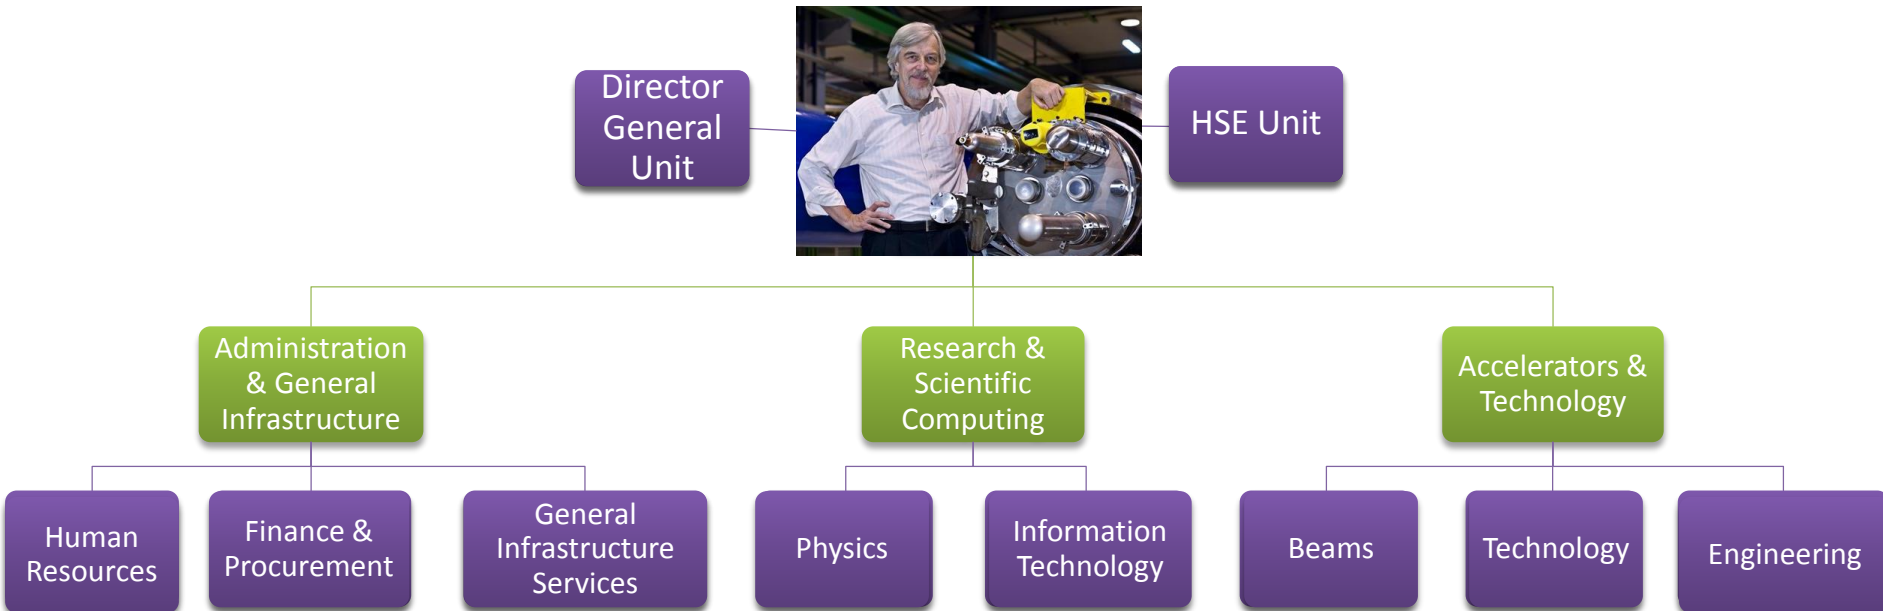 Director
General
Unit
HSE Unit
Administration
& General
Infrastructure
Research &
Scientific
Computing
Accelerators &
Technology
Human
Resources
Finance &
Procurement
General
Infrastructure
Services
Physics
Information
Technology
Beams
Technology
Engineering